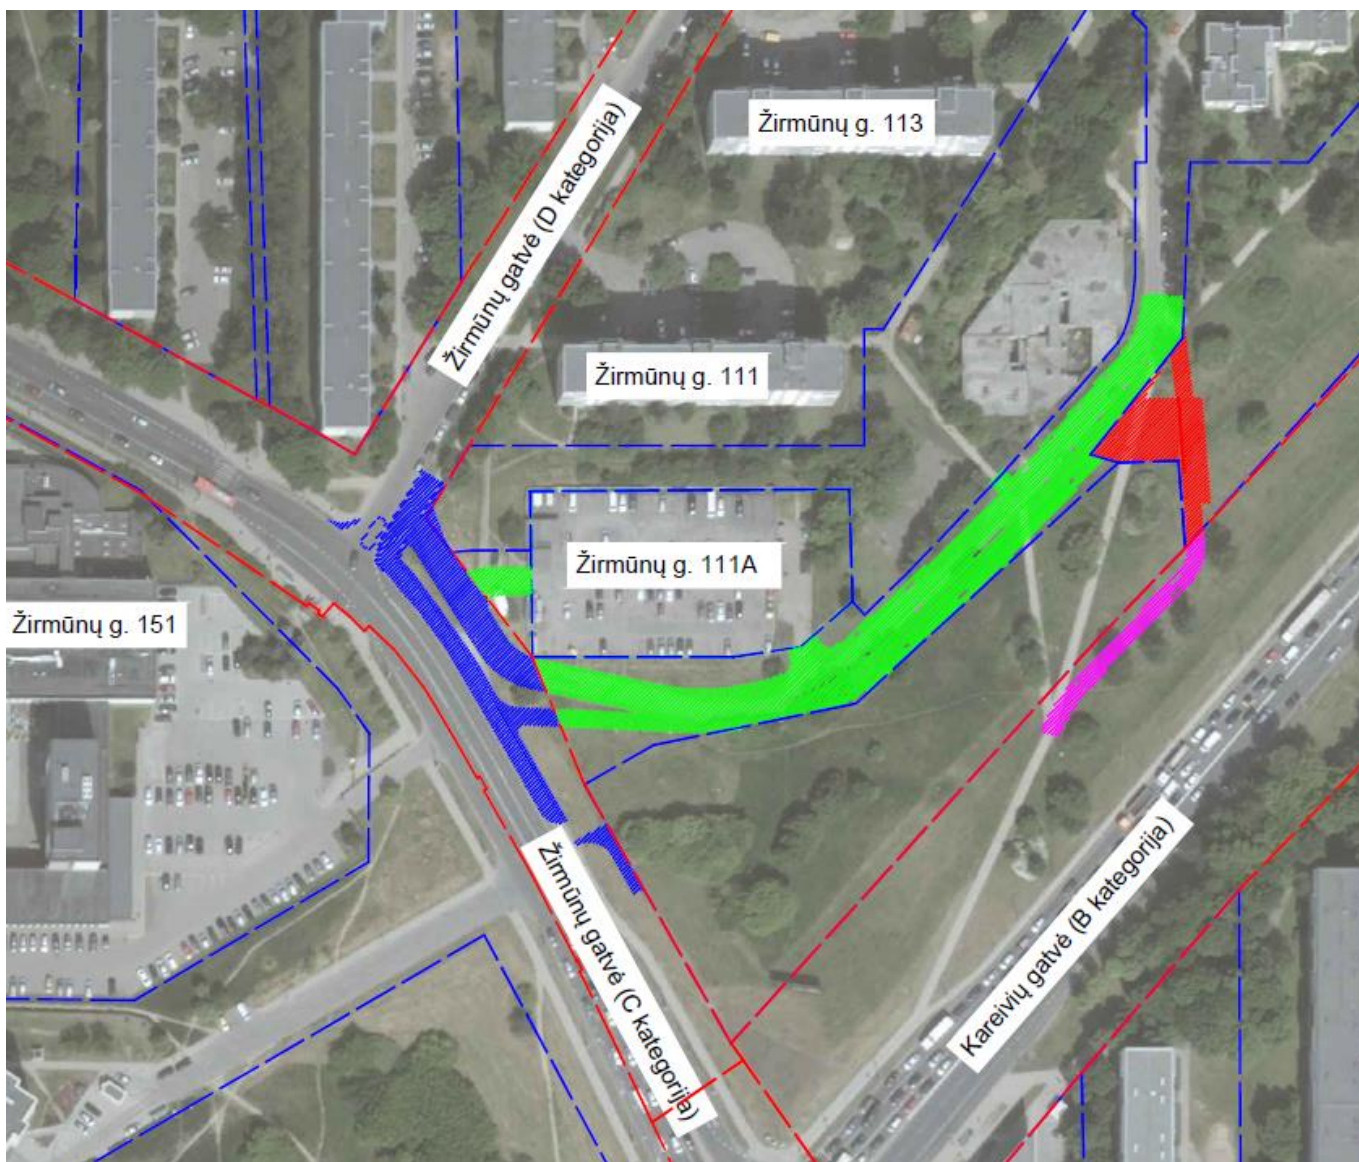 Žirmūnų g. 113
Žirmūnų gatvė (D kategorija)
Žirmūnų g. 111
Žirmūnų g. 111A
Žirmūnų g. 151
Žirmūnų gatvė (C kategorija)
Kareivių gatvė (B kategorija)